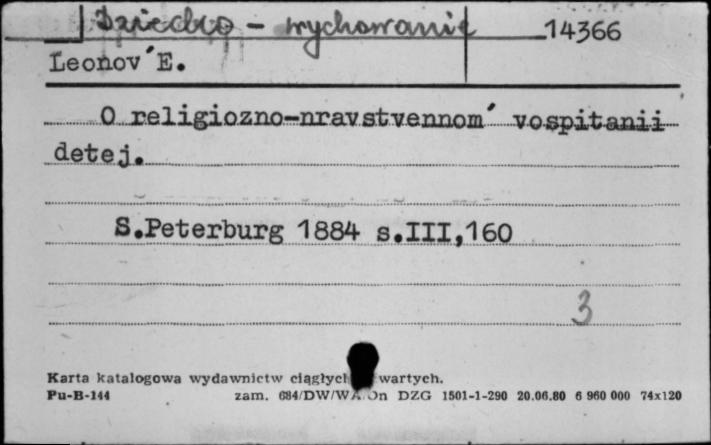 Dziecko - wychowanie 14366
Leonov´E.
O religiozno-nravstvennom´ vospitanii
detej.
S.Peterburg 1884 s.III,160
3
Karta katalogowa wydawnictw ciągłych wartych.
Pu-B-144 zam. 684/DW/WA/On DZG 1501-1-290 20.06.80 6 960 000 74x120